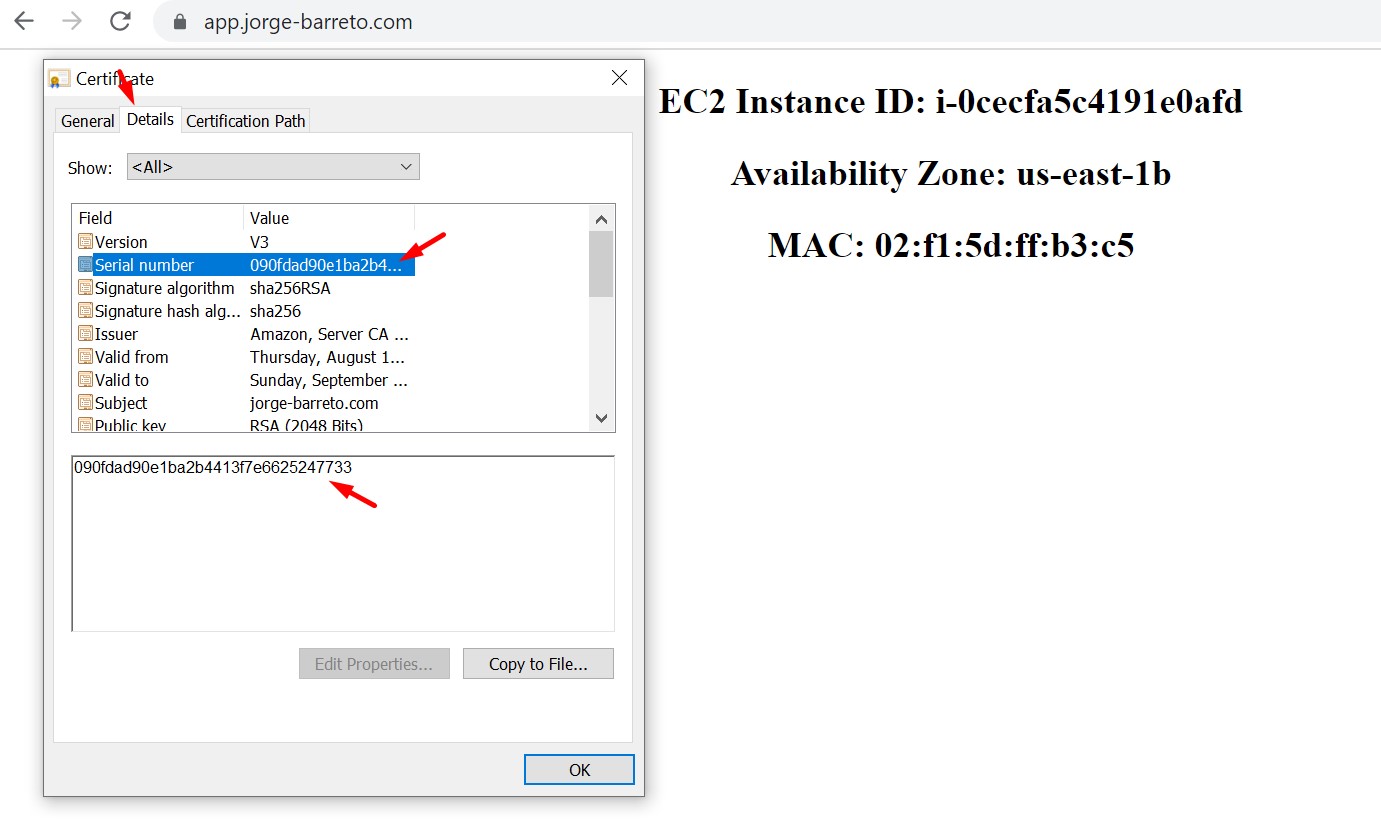 app.jorge-barreto.com
Certificate
General Details Certification Path
Show: <All>
Field Value
Version V3
Serial number 090fdad90e1ba2b4...
Signature algorithm sha256RSA
Signature hash alg... sha256
Issuer Amazon, Server CA ...
Valid from Thursday, August 1...
Valid to Sunday, September ...
Subject jorge-barreto.com
Public key RSA (2048 Bits)
090fdad90e1ba2b4413f7e6625247733
Edit Properties... Copy to File...
OK
EC2 Instance ID: i-0cecfa5c4191e0afd
Availability Zone: us-east-1b
MAC: 02:f1:5d:ff:b3:c5